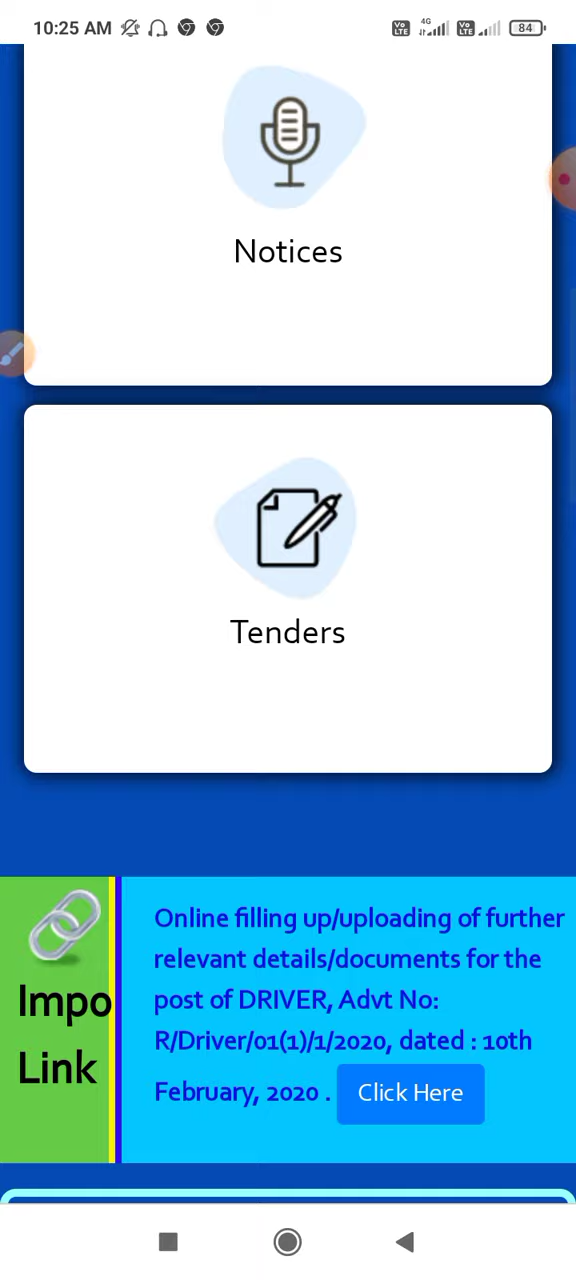 10:25 AM
4G
84
Notices
Tenders
Impo
Link
Online filling up/uploading of further
relevant details/documents for the
post of DRIVER, Advt No:
R/Driver/01(1)/1/2020, dated : 10th
February, 2020 . Click Here